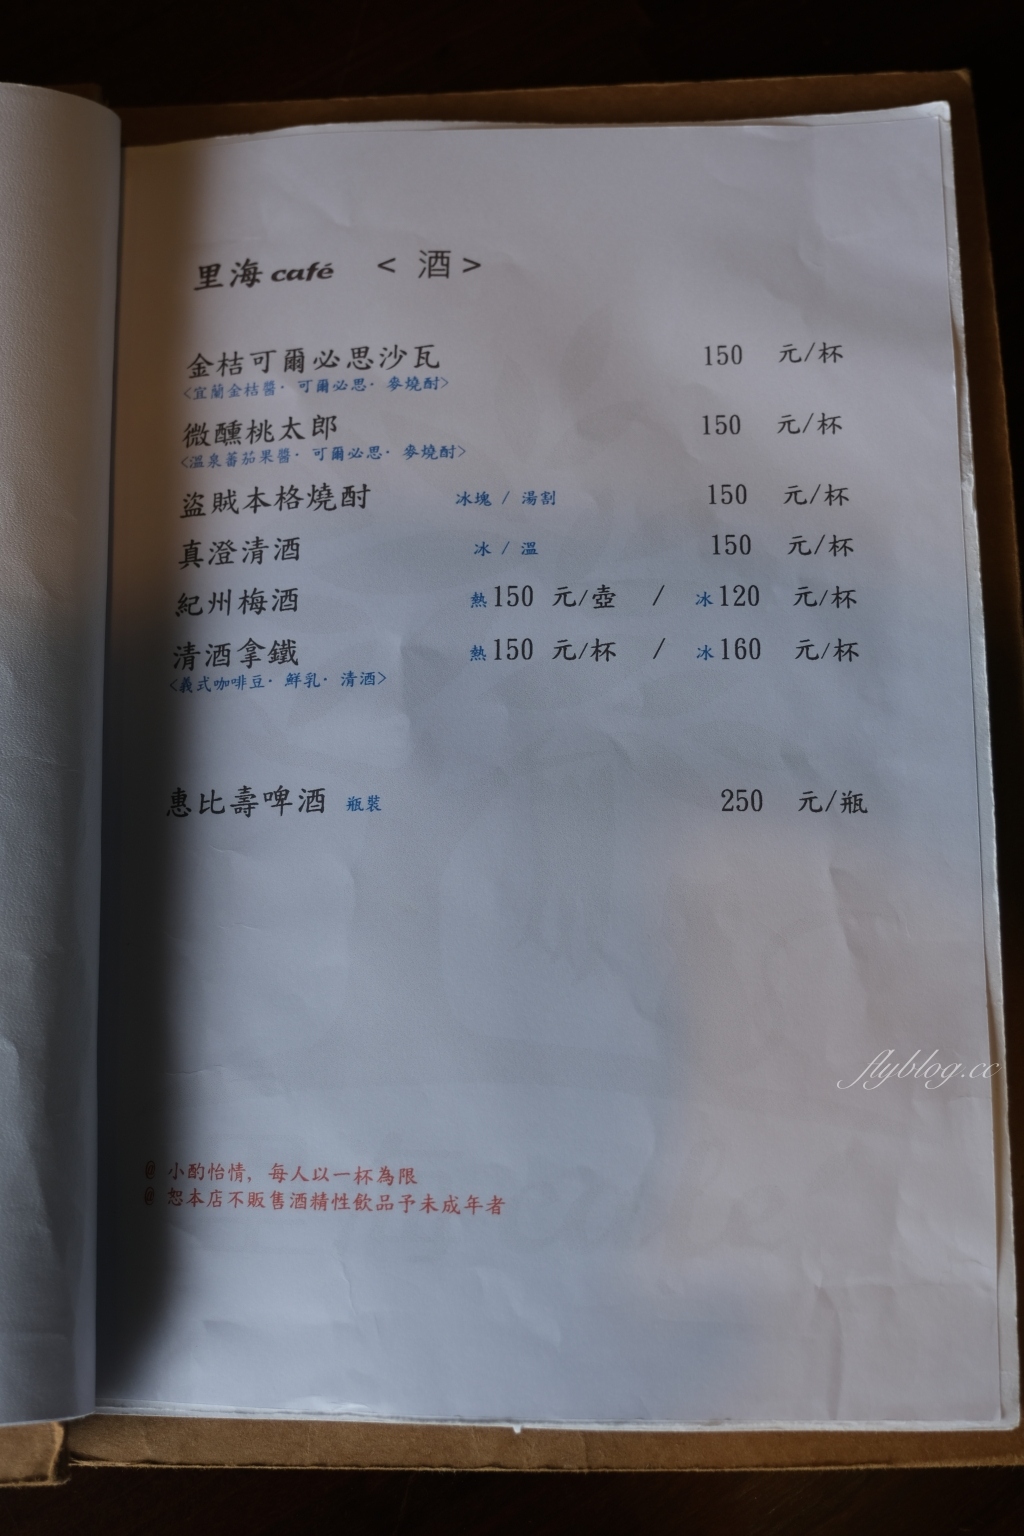 里海 café < 酒 >
金桔可爾必思沙瓦 150 元/杯
<宜蘭金桔醬· 可爾必思· 麥燒酎>
微醺桃太郎 150 元/杯
<溫泉蕃茄果醬· 可爾必思· 麥燒酎>
盜賊本格燒酎 冰塊 / 湯割 150 元/杯
真澄清酒 冰 / 溫 150 元/杯
紀州梅酒 熱150 元/壺 / 冰120 元/杯
清酒拿鐵 熱150 元/杯 / 冰160 元/杯
<義式咖啡豆· 鮮乳· 清酒>
惠比壽啤酒 瓶裝 250 元/瓶
flyblog.cc
@ 小酌怡情, 每人以一杯為限
@ 恕本店不販售酒精性飲品予未成年者